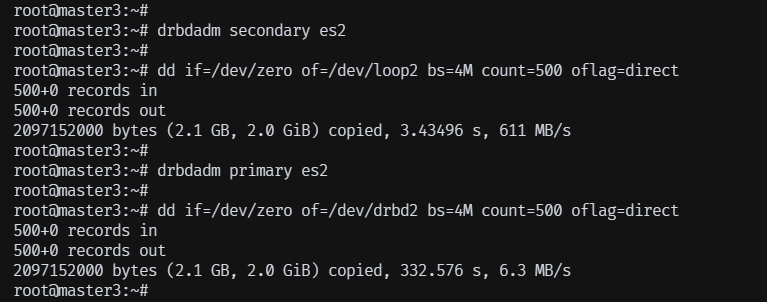 root@master3:~#
root@master3:~# drbdadm secondary es2
root@master3:~#
root@master3:~# dd if=/dev/zero of=/dev/loop2 bs=4M count=500 oflag=direct
500+0 records in
500+0 records out
2097152000 bytes (2.1 GB, 2.0 GiB) copied, 3.43496 s, 611 MB/s
root@master3:~#
root@master3:~# drbdadm primary es2
root@master3:~#
root@master3:~# dd if=/dev/zero of=/dev/drbd2 bs=4M count=500 oflag=direct
500+0 records in
500+0 records out
2097152000 bytes (2.1 GB, 2.0 GiB) copied, 332.576 s, 6.3 MB/s
root@master3:~#